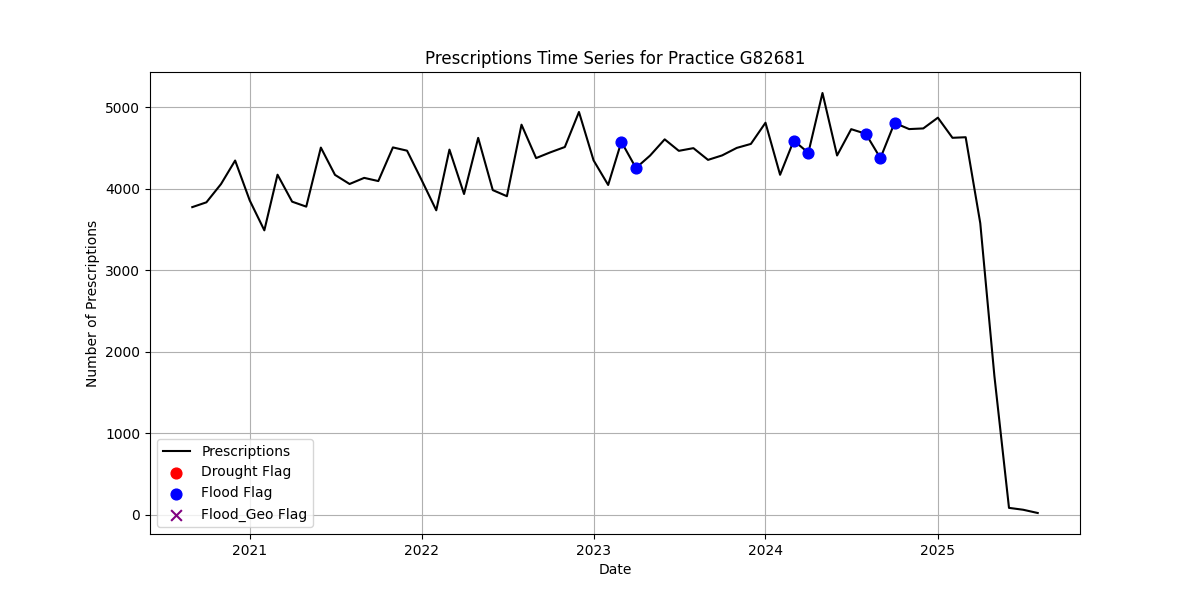 Prescriptions Time Series for Practice G82681
Number of Prescriptions
5000
4000
3000
2000
1000
0
Prescriptions
Drought Flag
Flood Flag
Flood_Geo Flag
2021 2022 2023 2024 2025
Date